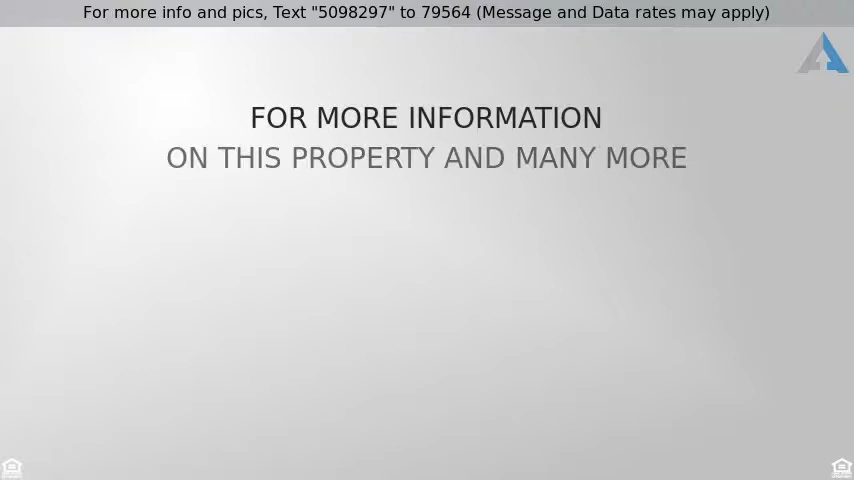 For more info and pics, Text "5098297" to 79564 (Message and Data rates may apply)
FOR MORE INFORMATION
ON THIS PROPERTY AND MANY MORE